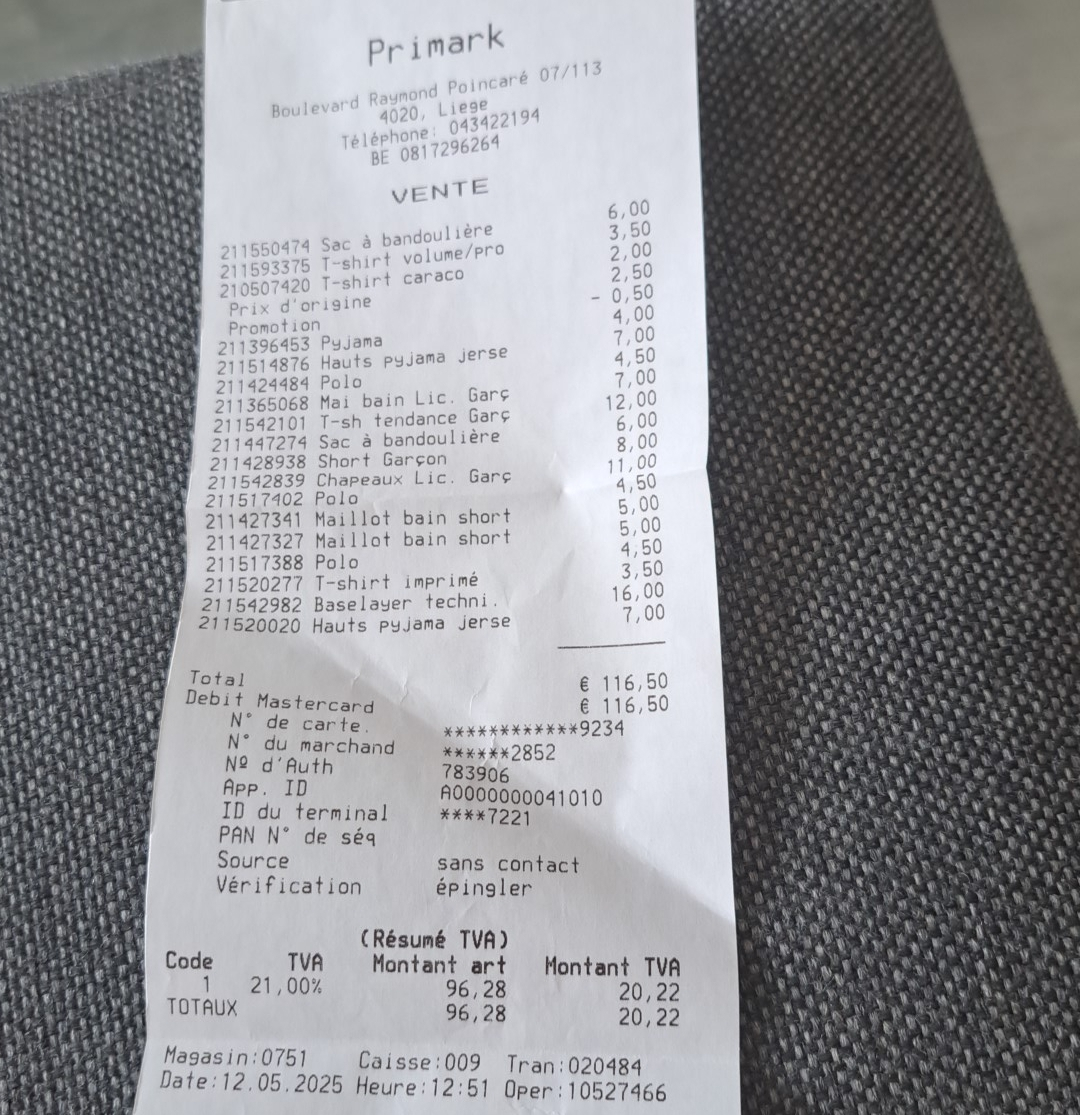 Primark
Boulevard Raymond Poincaré 07/113
4020, Liege
Téléphone: 043422194
BE 0817296264
VENTE
211550474 Sac à bandoulière 6,00
211593375 T-shirt volume/pro 3,50
210507420 T-shirt caraco 2,00
Prix d'origine 2,50
Promotion - 0,50
211396453 Pyjama 4,00
211514876 Hauts pyjama jerse 7,00
211424484 Polo 4,50
211365068 Mai bain Lic. Garç 7,00
211542101 T-sh tendance Garç 12,00
211447274 Sac à bandoulière 6,00
211428938 Short Garçon 8,00
211542839 Chapeaux Lic. Garç 11,00
211517402 Polo 4,50
211427341 Maillot bain short 5,00
211427327 Maillot bain short 5,00
211517388 Polo 4,50
211520277 T-shirt imprimé 3,50
211542982 Baselayer techni. 16,00
211520020 Hauts pyjama jerse 7,00
Total € 116,50
Debit Mastercard € 116,50
N° de carte. ************9234
N° du marchand ******2852
Nº d'Auth 783906
App. ID A0000000041010
ID du terminal ****7221
PAN N° de séq
Source sans contact
Vérification épingler
(Résumé TVA)
Code TVA Montant art Montant TVA
1 21,00% 96,28 20,22
TOTAUX 96,28 20,22
Magasin:0751 Caisse:009 Tran:020484
Date:12.05.2025 Heure:12:51 Oper:10527466